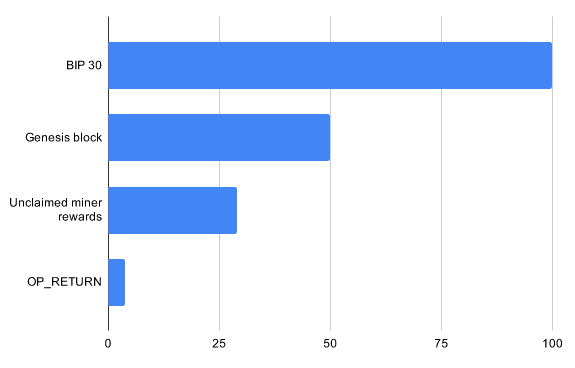 BIP 30
Genesis block
Unclaimed miner
rewards
OP_RETURN
0
25
50
75
100